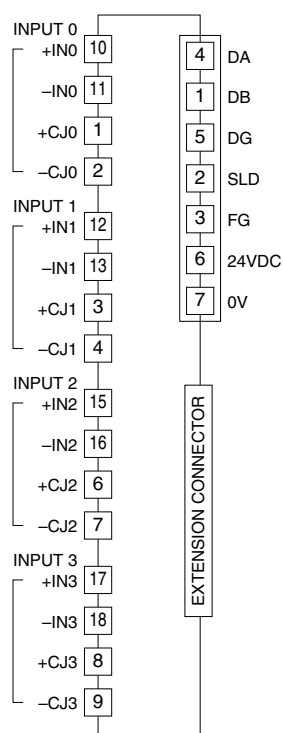 INPUT 0
+IN0 10
–IN0 11
+CJ0 1
–CJ0 2
INPUT 1
+IN1 12
–IN1 13
+CJ1 3
–CJ1 4
INPUT 2
+IN2 15
–IN2 16
+CJ2 6
–CJ2 7
INPUT 3
+IN3 17
–IN3 18
+CJ3 8
–CJ3 9
4 DA
1 DB
5 DG
2 SLD
3 FG
6 24VDC
7 0V
EXTENSION CONNECTOR